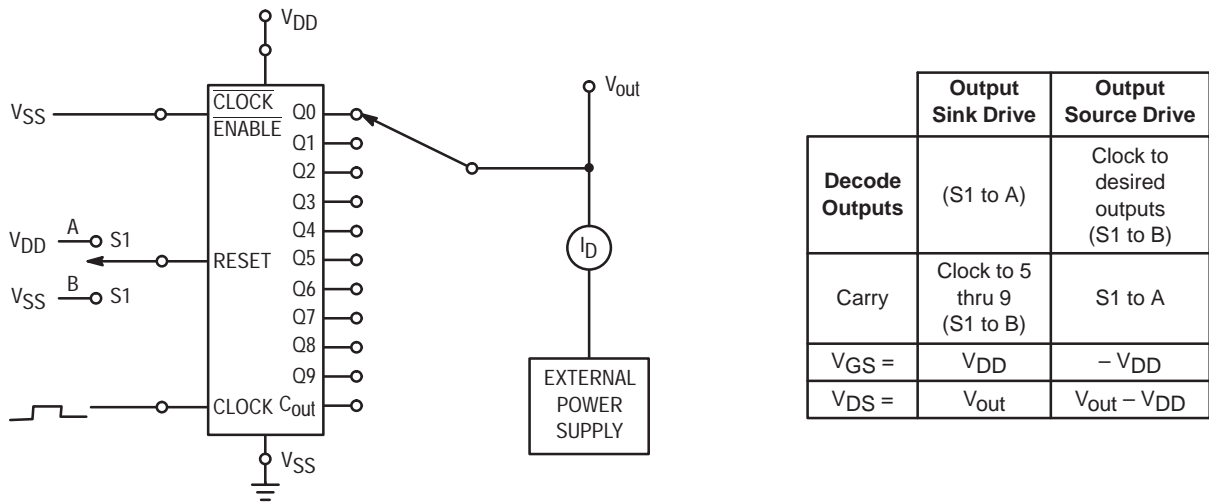 VDD
VSS
CLOCK
ENABLE
Q0
Q1
Q2
Q3
Q4
Q5
Q6
Q7
Q8
Q9
Cout
VDD A S1
RESET
VSS B S1
CLOCK
VSS
Vout
ID
EXTERNAL
POWER
SUPPLY
Output
Sink Drive
Output
Source Drive
Decode
Outputs
(S1 to A)
Clock to
desired
outputs
(S1 to B)
Carry
Clock to 5
thru 9
(S1 to B)
S1 to A
VGS =
VDD
– VDD
VDS =
Vout
Vout – VDD